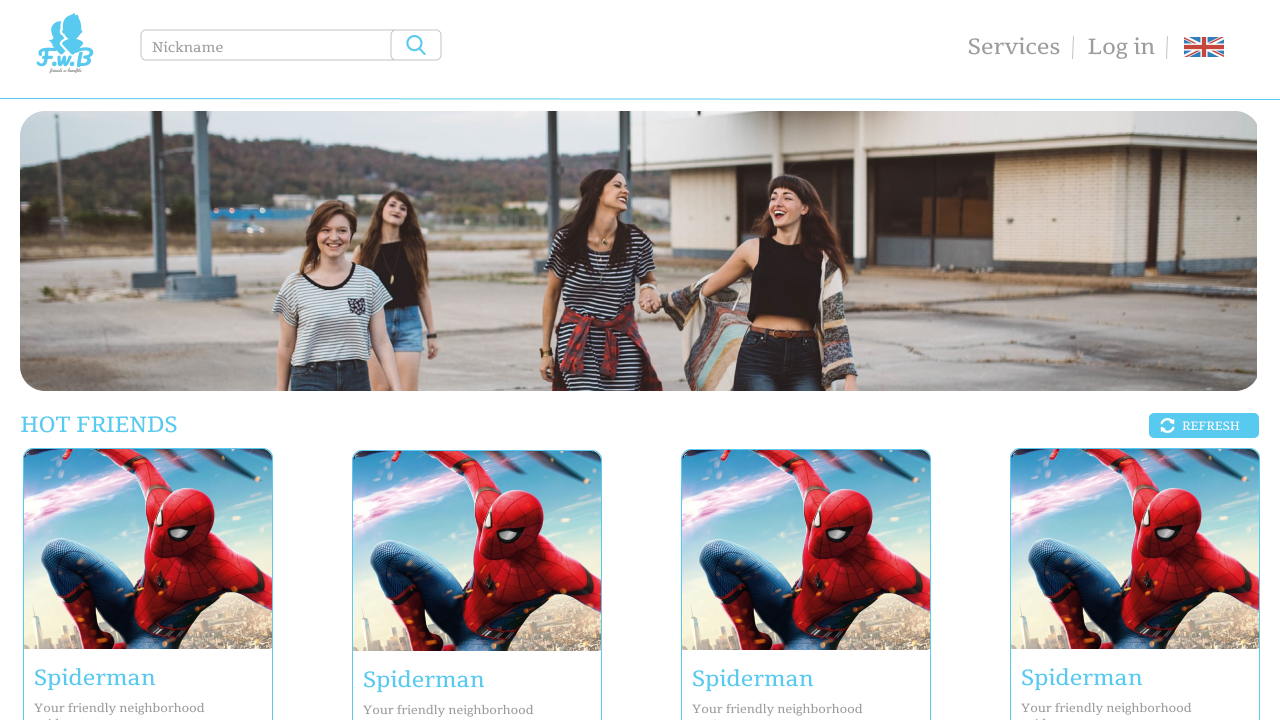 F.w.B
friends w benefits
Nickname
Services
Log in
HOT FRIENDS
REFRESH
Spiderman
Spiderman
Spiderman
Spiderman
Your friendly neighborhood
Your friendly neighborhood
Your friendly neighborhood
Your friendly neighborhood